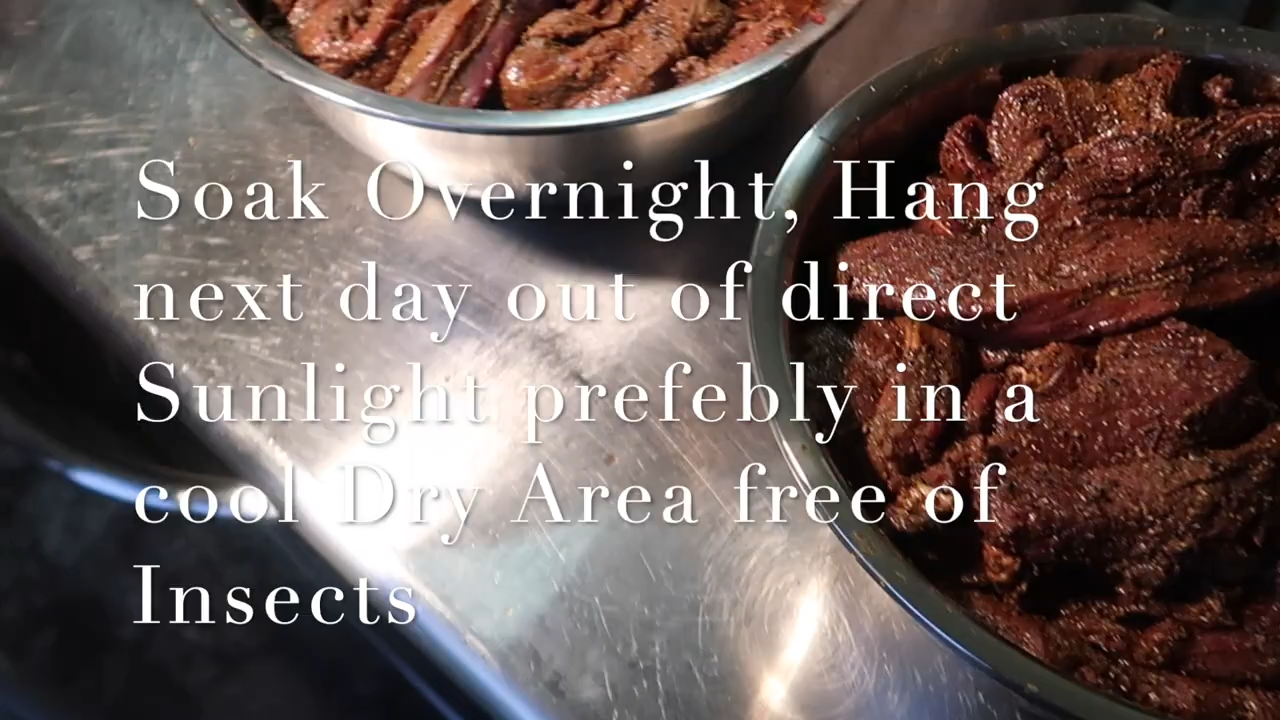 Soak Overnight, Hang
next day out of direct
Sunlight prefebly in a
cool Dry Area free of
Insects